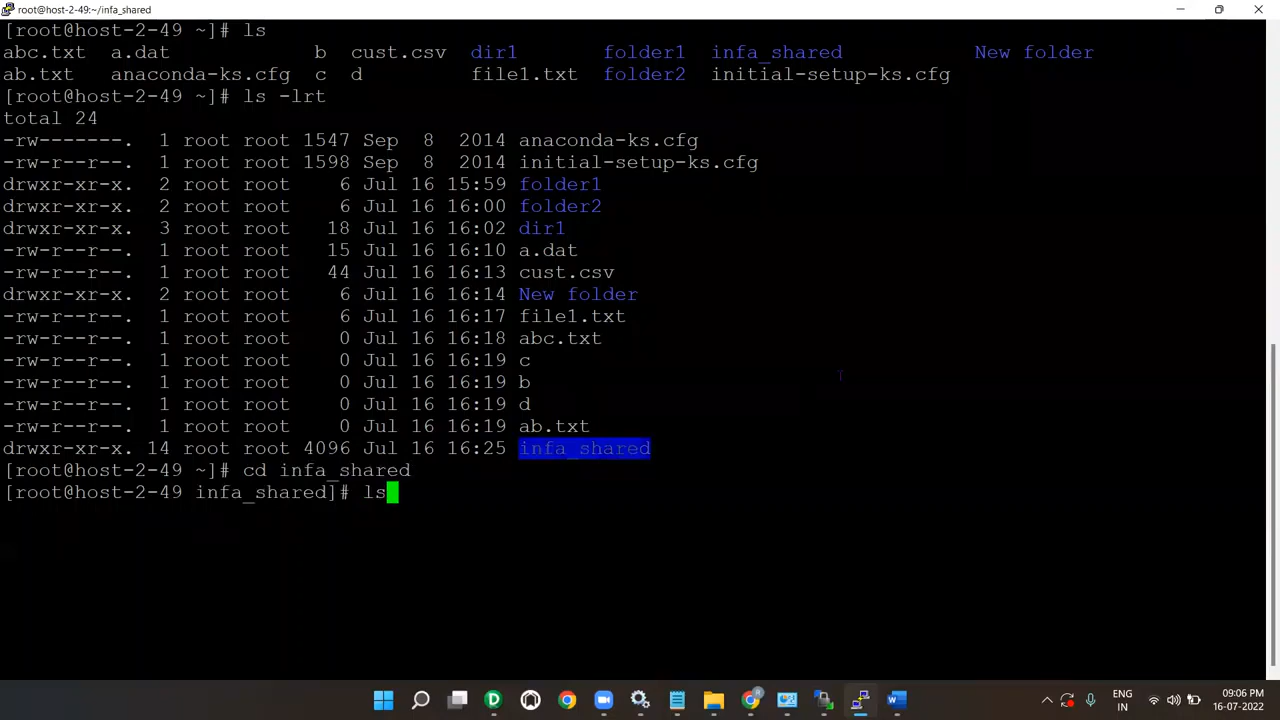 root@host-2-49:~/infa_shared
[root@host-2-49 ~]# ls
abc.txt  a.dat            b  cust.csv  dir1       folder1  infa_shared           New folder
ab.txt   anaconda-ks.cfg  c  d         file1.txt  folder2  initial-setup-ks.cfg
[root@host-2-49 ~]# ls -lrt
total 24
-rw-------.  1 root root 1547 Sep  8  2014 anaconda-ks.cfg
-rw-r--r--.  1 root root 1598 Sep  8  2014 initial-setup-ks.cfg
drwxr-xr-x.  2 root root    6 Jul 16 15:59 folder1
drwxr-xr-x.  2 root root    6 Jul 16 16:00 folder2
drwxr-xr-x.  3 root root   18 Jul 16 16:02 dir1
-rw-r--r--.  1 root root   15 Jul 16 16:10 a.dat
-rw-r--r--.  1 root root   44 Jul 16 16:13 cust.csv
drwxr-xr-x.  2 root root    6 Jul 16 16:14 New folder
-rw-r--r--.  1 root root    6 Jul 16 16:17 file1.txt
-rw-r--r--.  1 root root    0 Jul 16 16:18 abc.txt
-rw-r--r--.  1 root root    0 Jul 16 16:19 c
-rw-r--r--.  1 root root    0 Jul 16 16:19 b
-rw-r--r--.  1 root root    0 Jul 16 16:19 d
-rw-r--r--.  1 root root    0 Jul 16 16:19 ab.txt
drwxr-xr-x. 14 root root 4096 Jul 16 16:25 infa_shared
[root@host-2-49 ~]# cd infa_shared
[root@host-2-49 infa_shared]# ls
ENG
IN
09:06 PM
16-07-2022